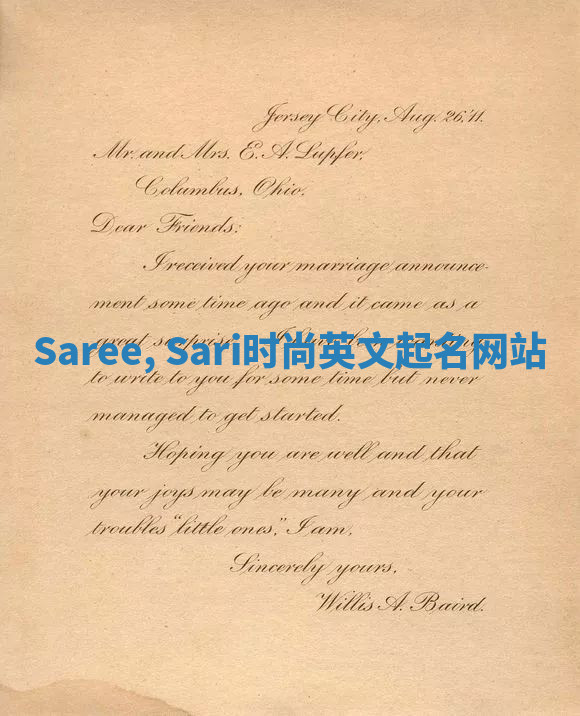 Jersey City, Aug. 26, '11.
Mr. and Mrs. E. A. Lupfer,
Columbus, Ohio.
Dear Friends:
I received your marriage announce-
ment some time ago and it came as a
great surprise. I
Saree, Sari时尚英文起名网站
to write to you for some time but never
managed to get started.
Hoping you are well and that
your joys may be many and your
troubles "little ones," I am,
Sincerely yours,
Willis A. Baird.